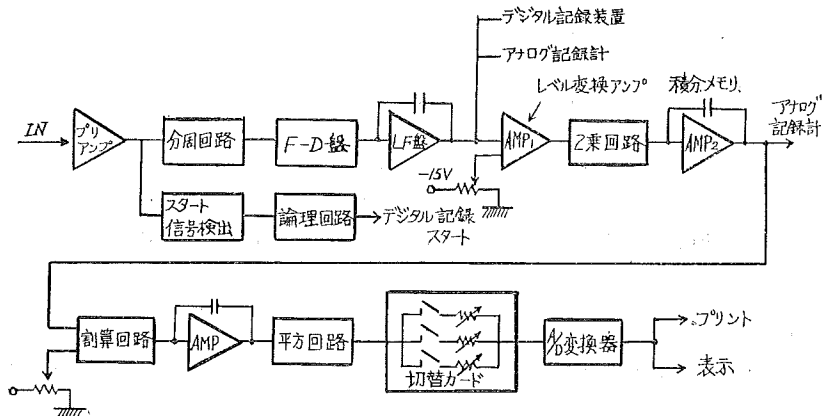 デジタル記録装置
アナログ記録計
レベル変換アンプ
積分メモリ
アナログ
記録計
IN
プリ
アンプ
分周回路
F-D盤
LF盤
AMP1
2乗回路
AMP2
-15V
スタート
信号検出
論理回路
デジタル記録
スタート
割算回路
AMP
平方回路
切替カード
A/D変換器
プリント
表示